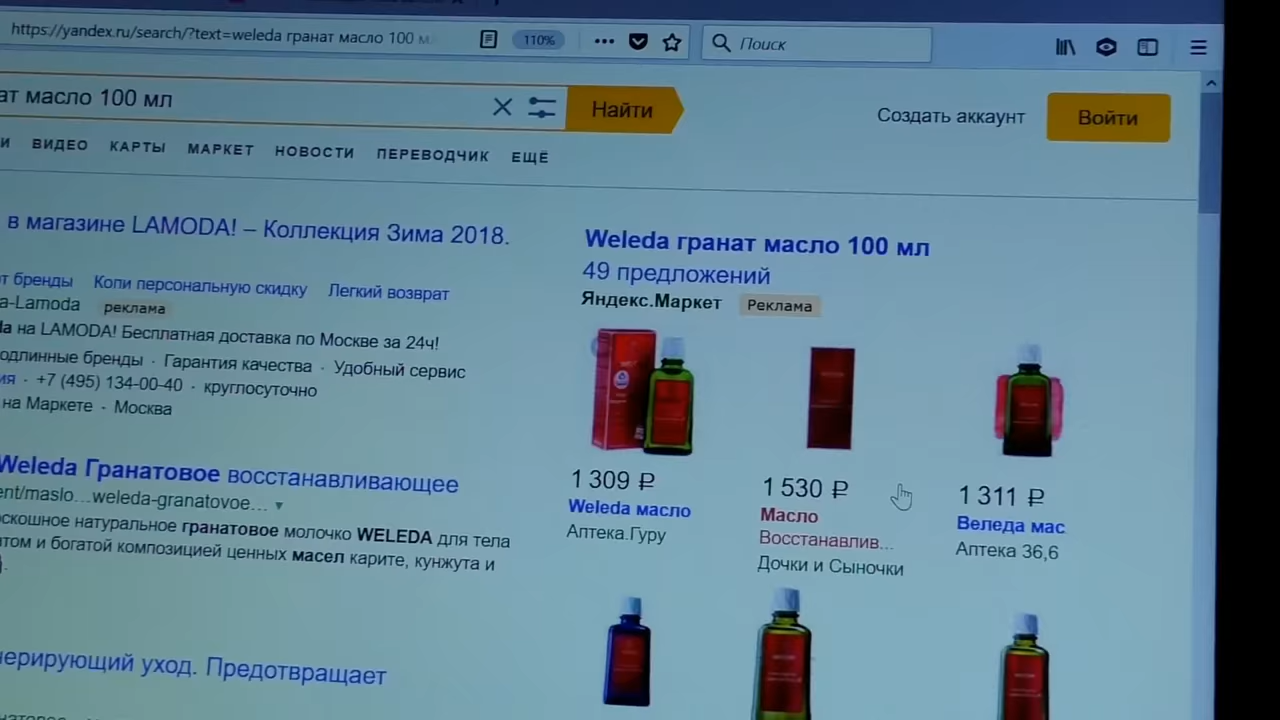 https://yandex.ru/search/?text=weleda гранат масло 100 м
110%
Поиск
ат масло 100 мл
Найти
Создать аккаунт
Войти
И ВИДЕО КАРТЫ МАРКЕТ НОВОСТИ ПЕРЕВОДЧИК ЕЩЁ
в магазине LAMODA! – Коллекция Зима 2018.
т бренды Копи персональную скидку Легкий возврат
a-Lamoda реклама
da на LAMODA! Бесплатная доставка по Москве за 24ч!
одлинные бренды · Гарантия качества · Удобный сервис
ия · +7 (495) 134-00-40 · круглосуточно
на Маркете - Москва
Weleda Гранатовое восстанавливающее
ent/maslo...weleda-granatovoe...
оскошное натуральное гранатовое молочко WELEDA для тела
том и богатой композицией ценных масел карите, кунжута и
нерирующий уход. Предотвращает
Weleda гранат масло 100 мл
49 предложений
Яндекс.Маркет Реклама
1 309 ₽
Weleda масло
Аптека.Гуру
1 530 ₽
Масло
Восстанавлив...
Дочки и Сыночки
1 311 ₽
Веледа мас
Аптека 36,6